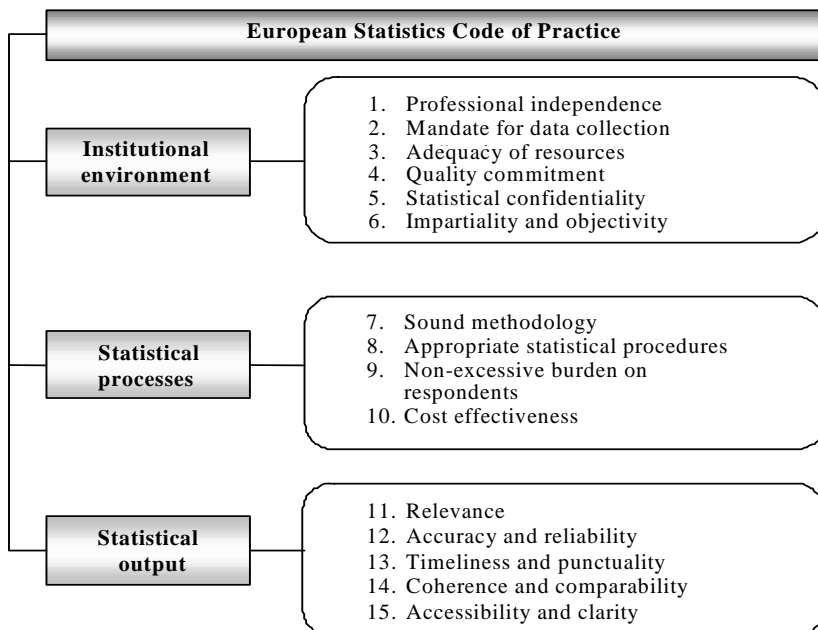 European Statistics Code of Practice
Institutional
environment
1. Professional independence
2. Mandate for data collection
3. Adequacy of resources
4. Quality commitment
5. Statistical confidentiality
6. Impartiality and objectivity
Statistical
processes
7. Sound methodology
8. Appropriate statistical procedures
9. Non-excessive burden on
respondents
10. Cost effectiveness
Statistical
output
11. Relevance
12. Accuracy and reliability
13. Timeliness and punctuality
14. Coherence and comparability
15. Accessibility and clarity